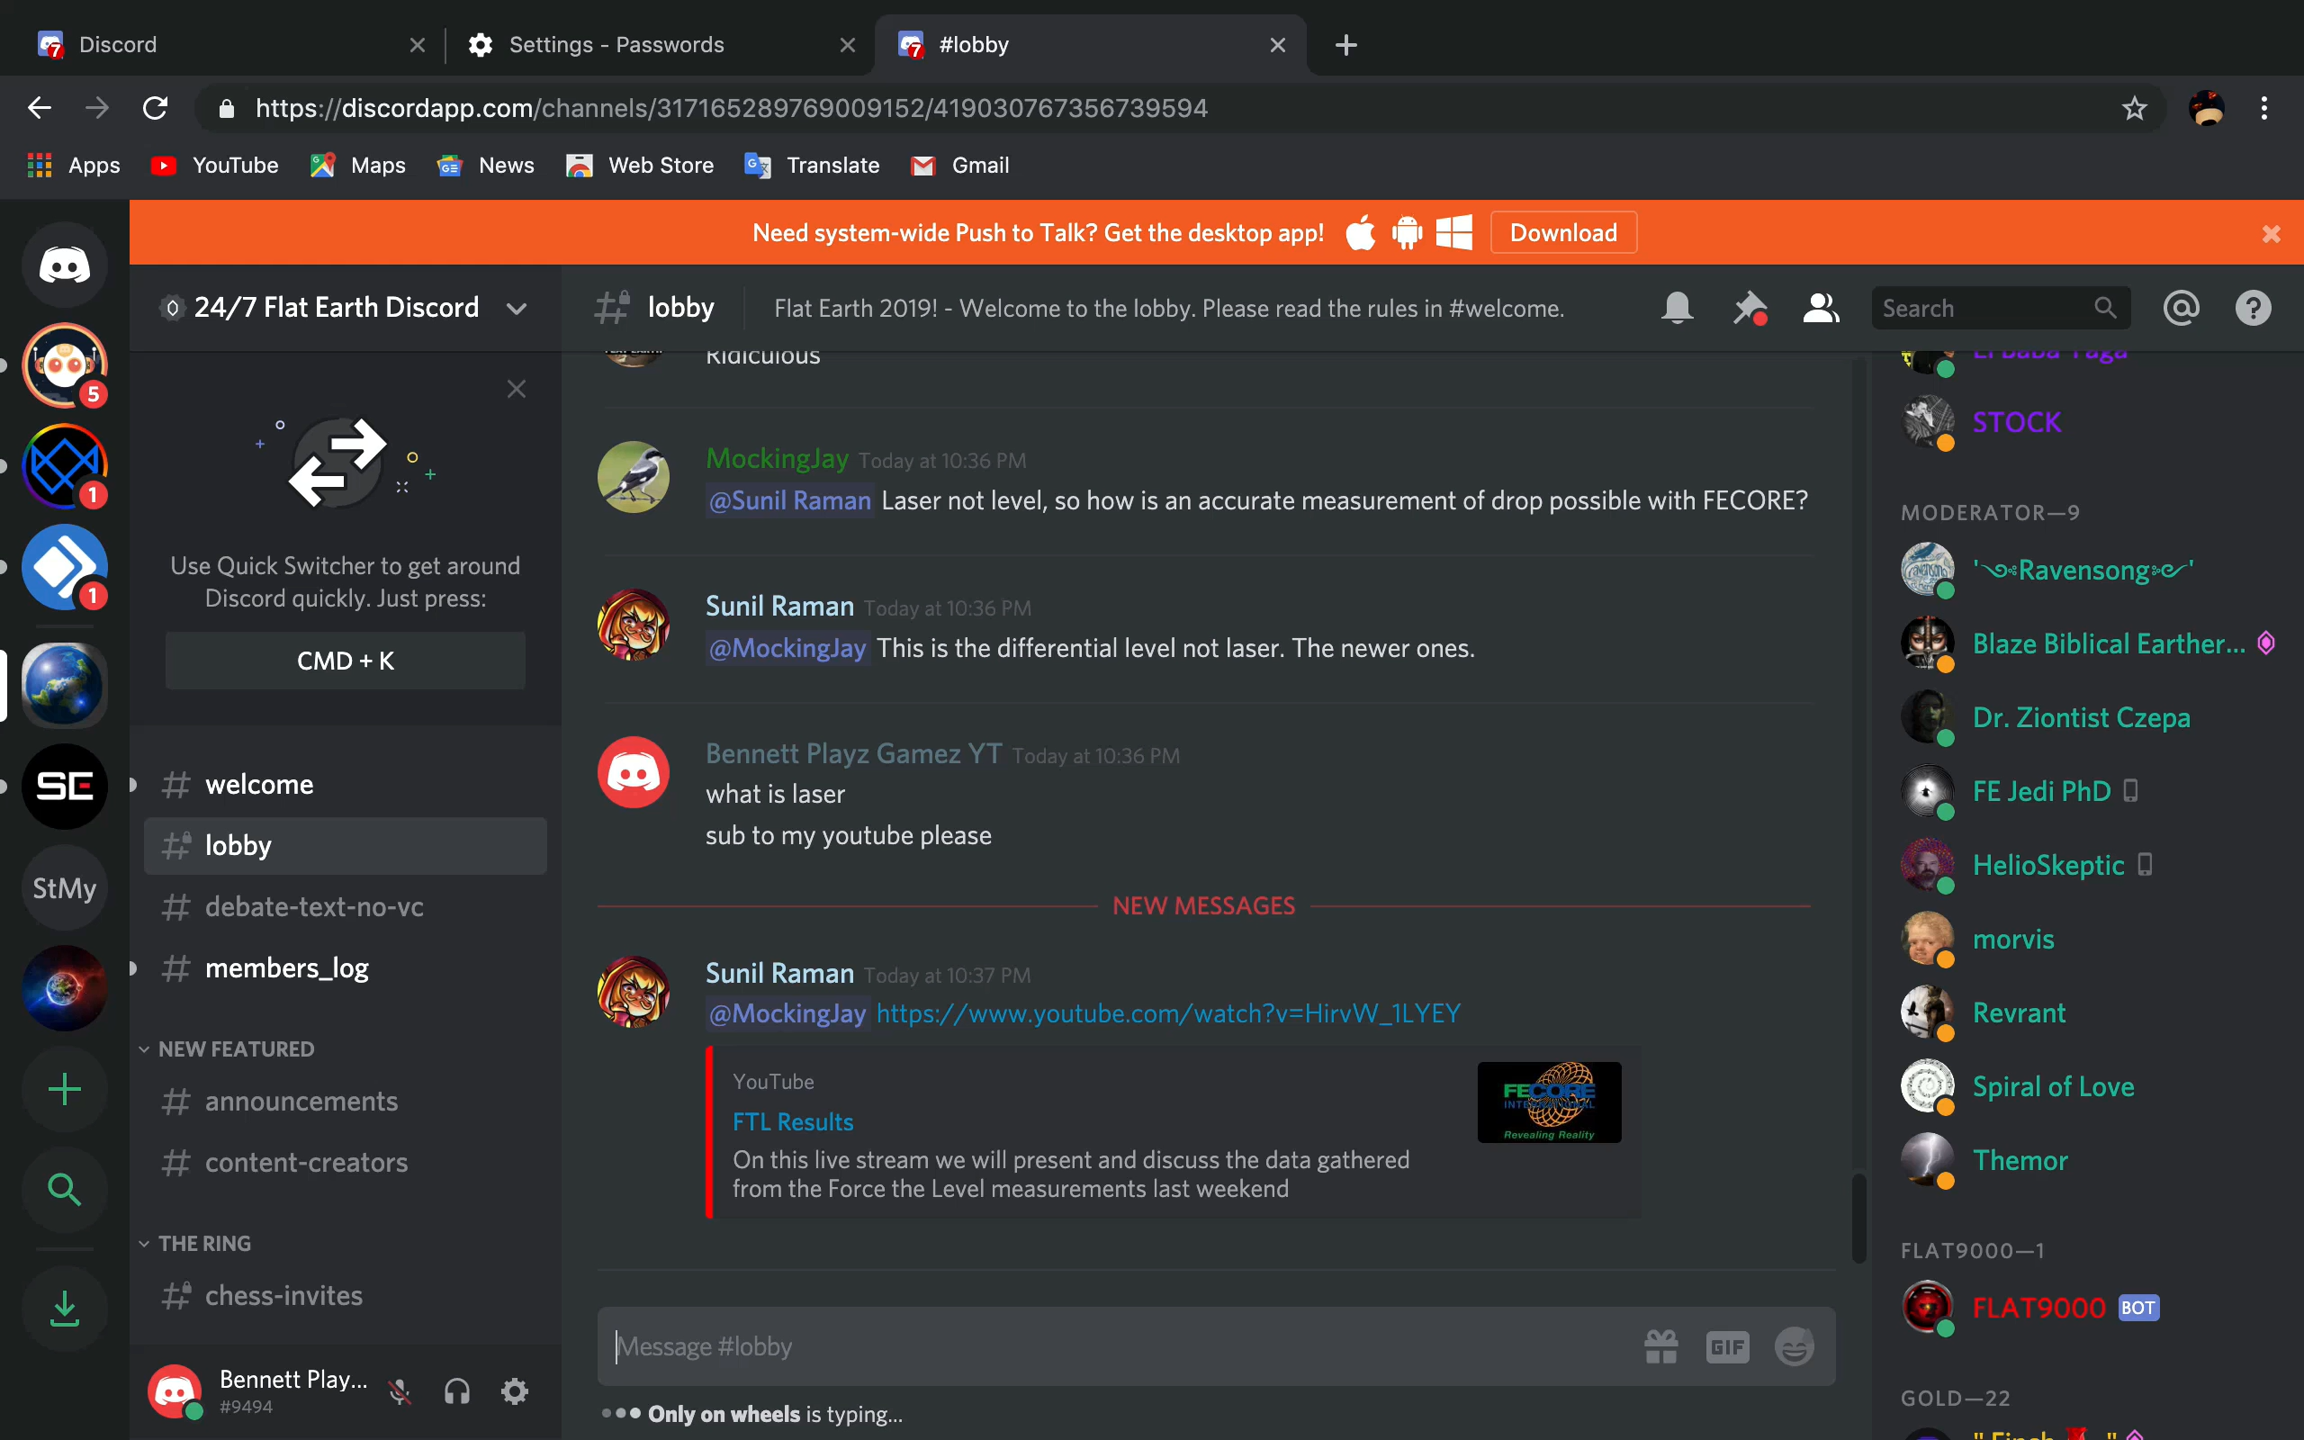 Discord
Settings - Passwords
#lobby
https://discordapp.com/channels/317165289769009152/419030767356739594
Apps
YouTube
Maps
News
Web Store
Translate
Gmail
Need system-wide Push to Talk? Get the desktop app!
Download
24/7 Flat Earth Discord
lobby
Flat Earth 2019! - Welcome to the lobby. Please read the rules in #welcome.
Search
5
1
1
SE
StMy
Use Quick Switcher to get around
Discord quickly. Just press:
CMD + K
welcome
lobby
debate-text-no-vc
members_log
NEW FEATURED
announcements
content-creators
THE RING
chess-invites
Bennett Play...
#9494
Ridiculous
MockingJay Today at 10:36 PM
@Sunil Raman Laser not level, so how is an accurate measurement of drop possible with FECORE?
Sunil Raman Today at 10:36 PM
@MockingJay This is the differential level not laser. The newer ones.
Bennett Playz Gamez YT Today at 10:36 PM
what is laser
sub to my youtube please
NEW MESSAGES
Sunil Raman Today at 10:37 PM
@MockingJay https://www.youtube.com/watch?v=HirvW_1LYEY
YouTube
FTL Results
On this live stream we will present and discuss the data gathered
from the Force the Level measurements last weekend
FECORE
INTERNATIONAL
Revealing Reality
Message #lobby
GIF
Only on wheels is typing...
El Baba Yaga
STOCK
MODERATOR—9
'༺Ravensong༻'
Blaze Biblical Earther...
Dr. Ziontist Czepa
FE Jedi PhD
HelioSkeptic
morvis
Revrant
Spiral of Love
Themor
FLAT9000—1
FLAT9000 BOT
GOLD—22